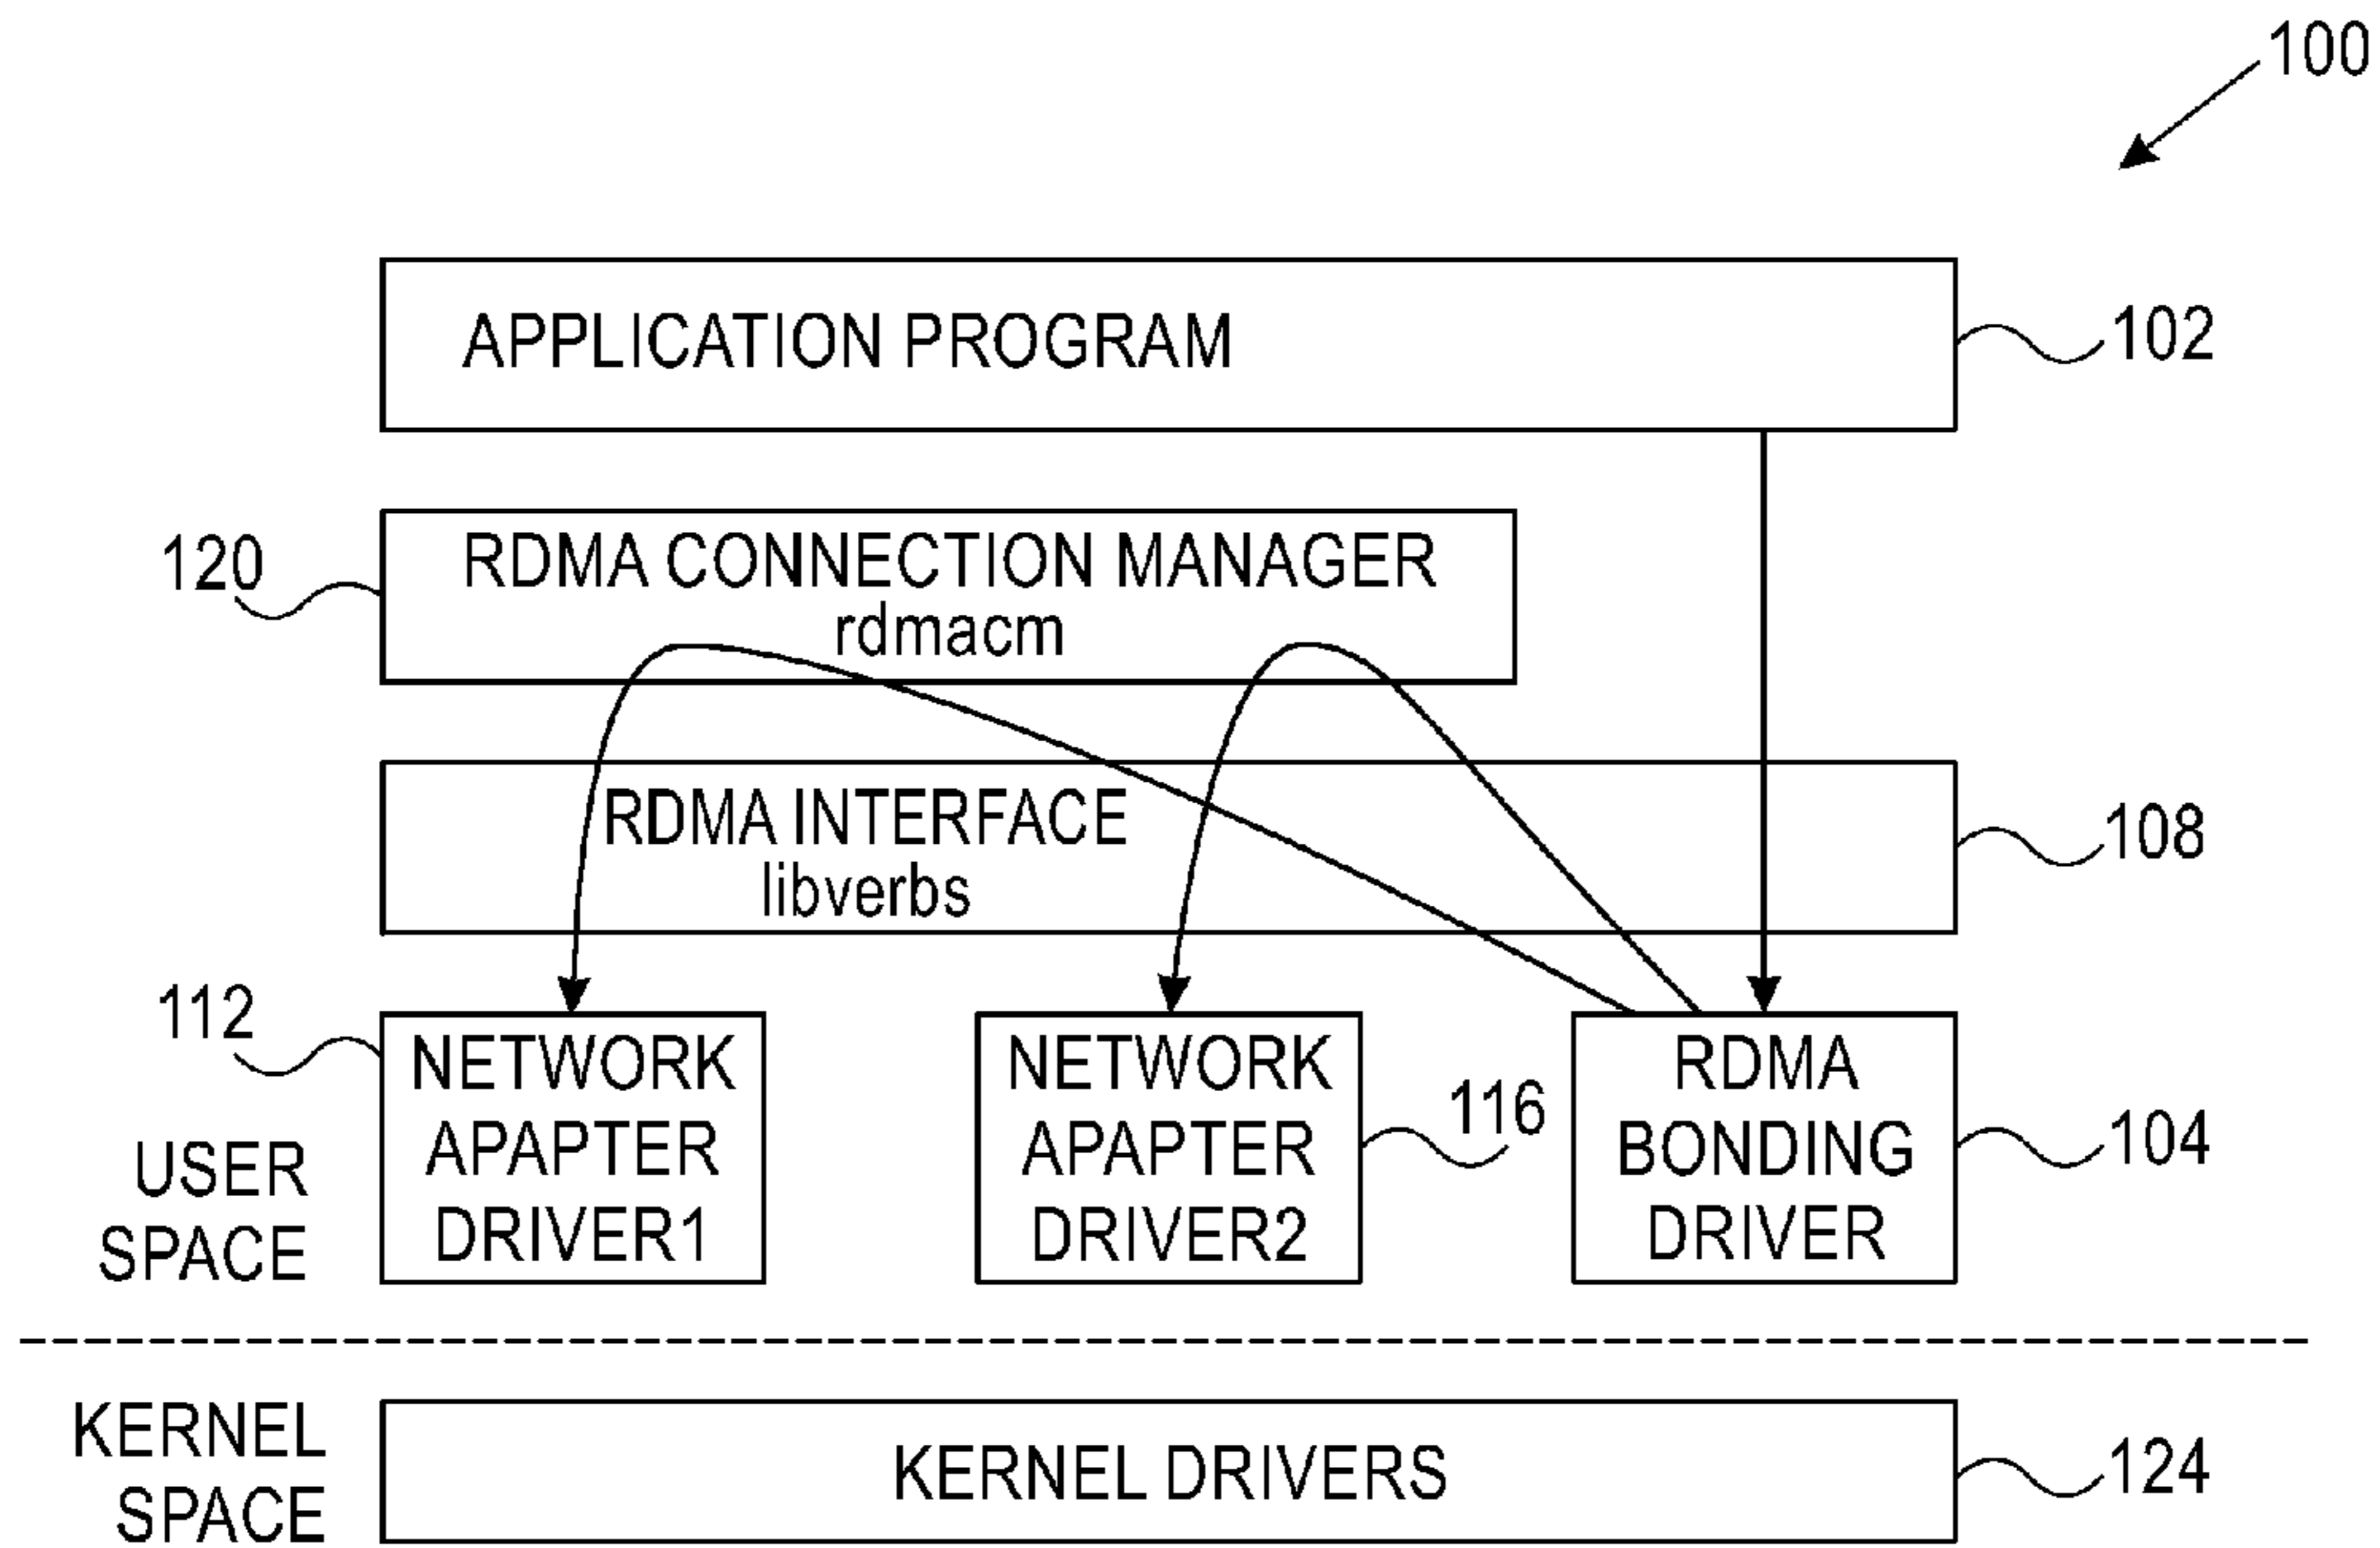 100
APPLICATION PROGRAM
102
120
RDMA CONNECTION MANAGER
rdmacm
RDMA INTERFACE
libverbs
108
112
NETWORK
APAPTER
DRIVER1
NETWORK
APAPTER
DRIVER2
116
RDMA
BONDING
DRIVER
104
USER
SPACE
KERNEL
SPACE
KERNEL DRIVERS
124